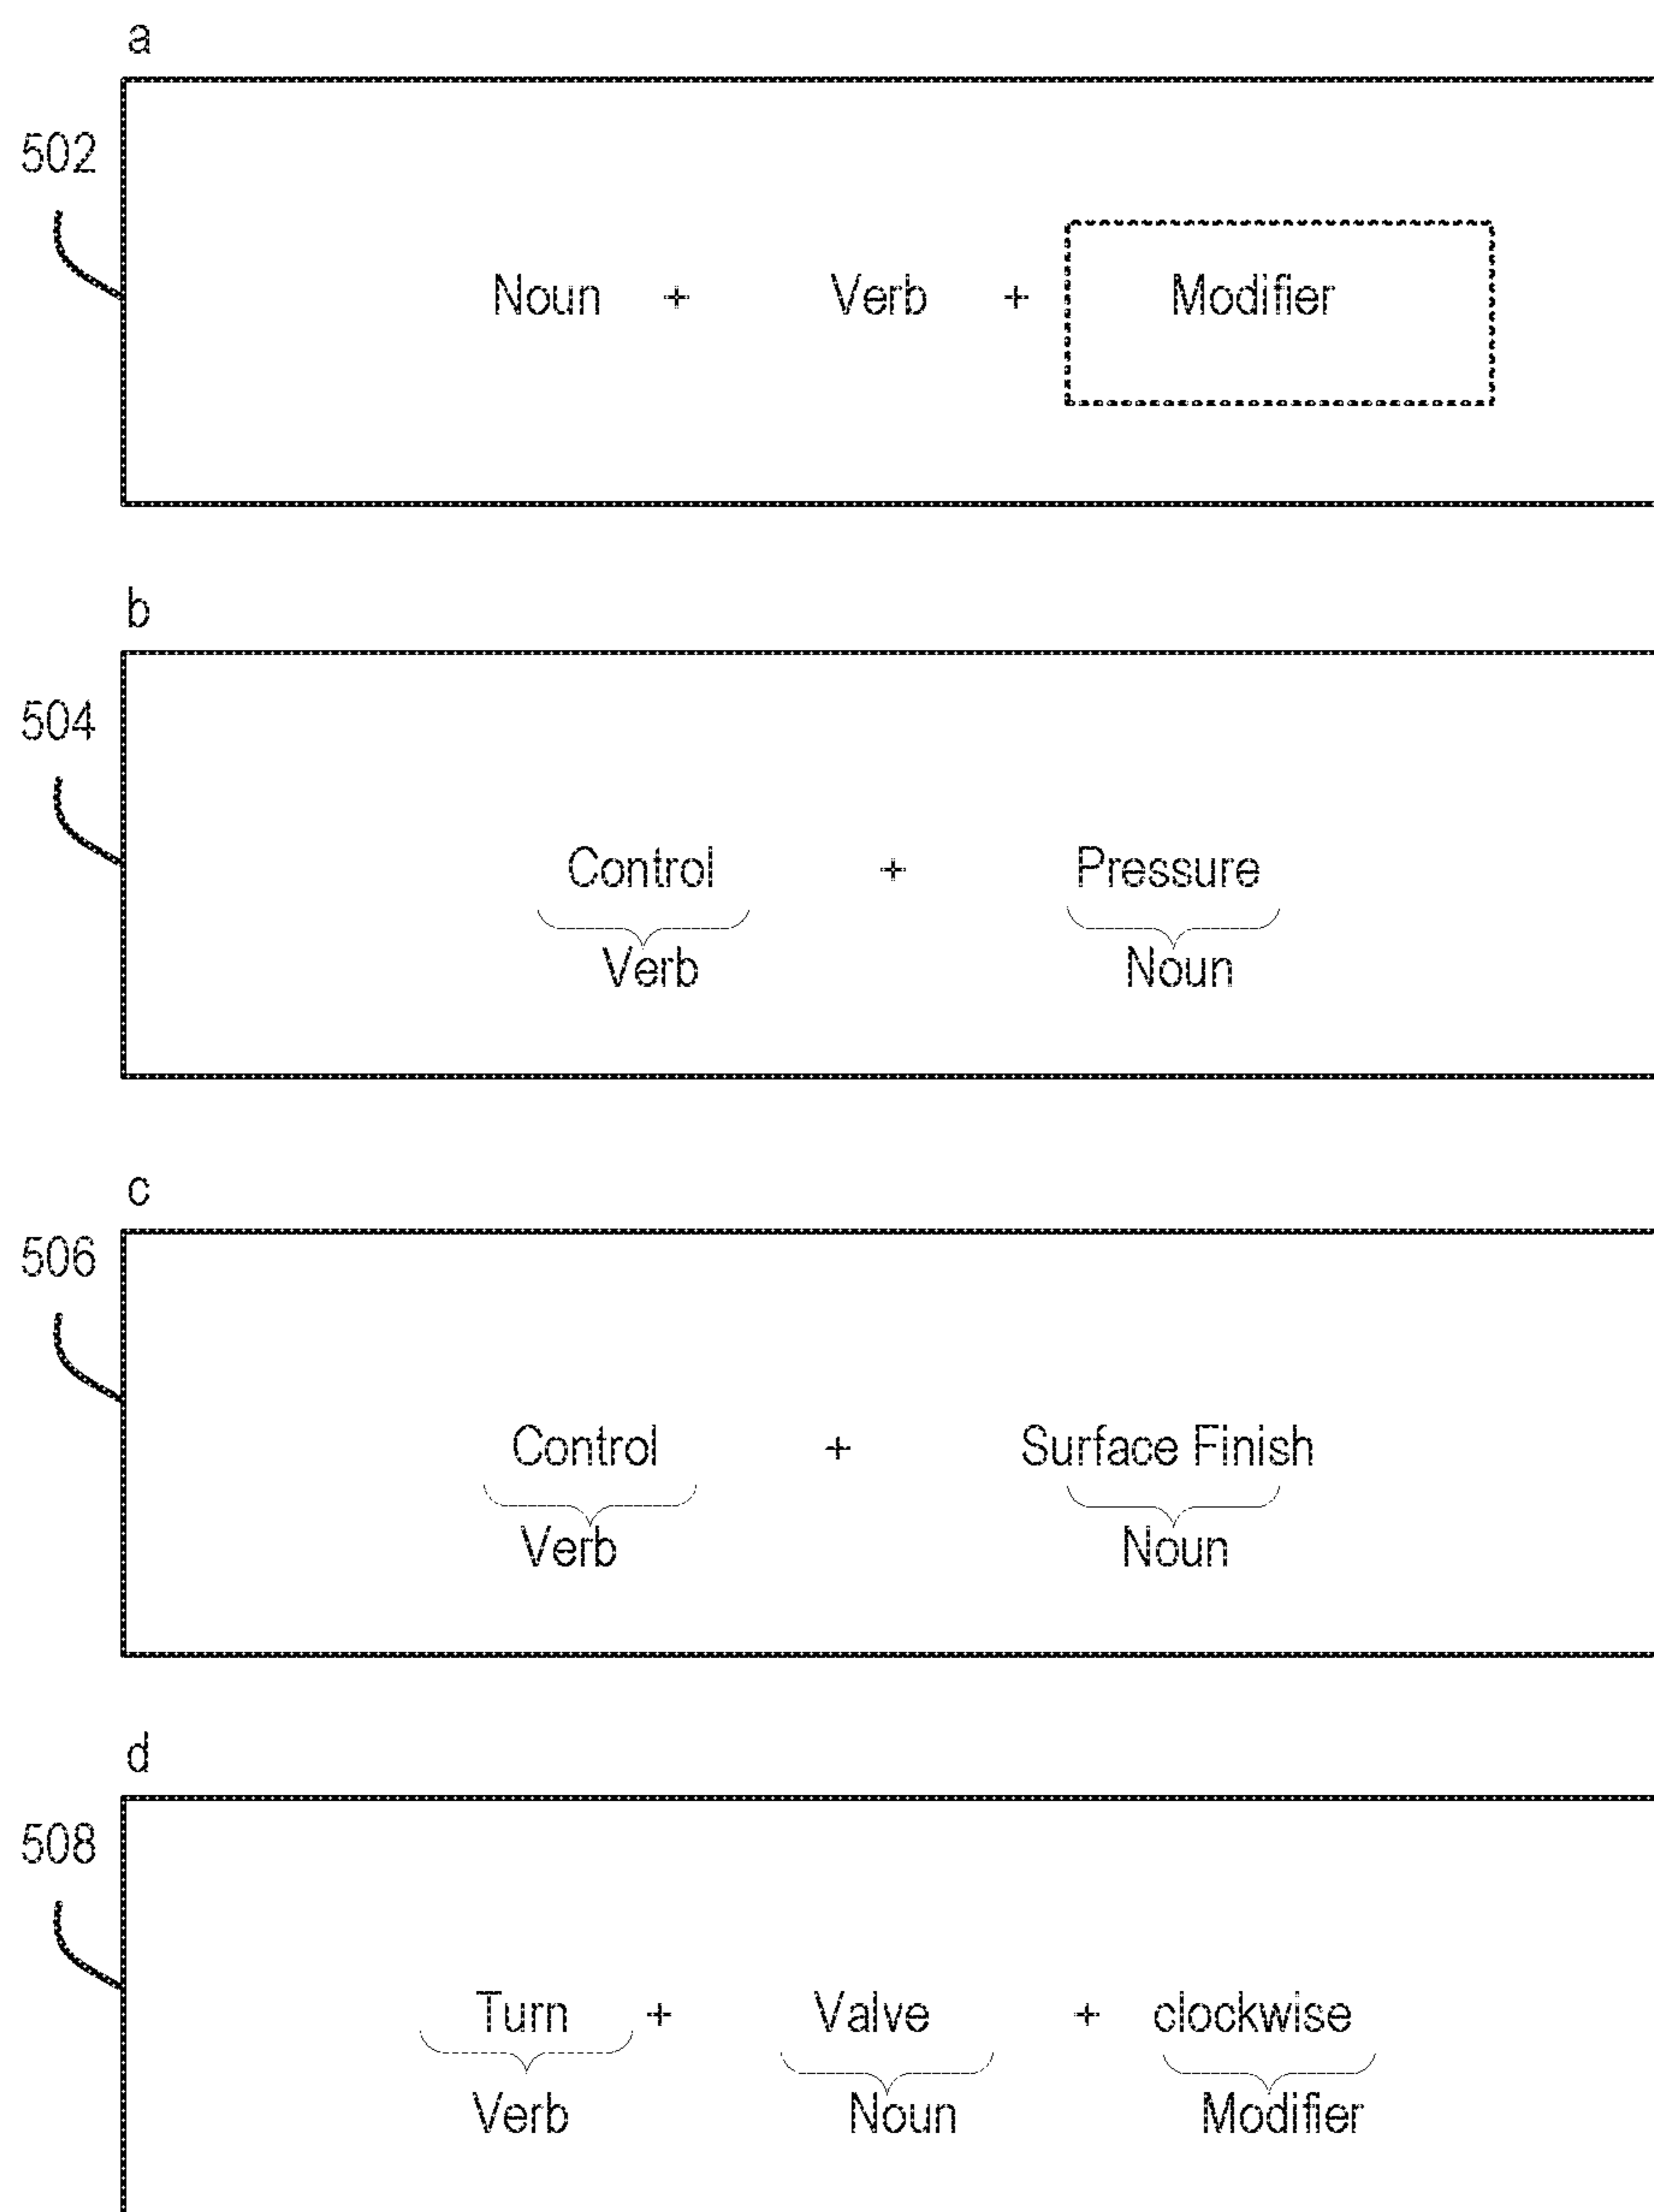 a
502
Noun + Verb + Modifier
b
504
Control + Pressure
Verb Noun
c
506
Control + Surface Finish
Verb Noun
d
508
Turn + Valve + clockwise
Verb Noun Modifier